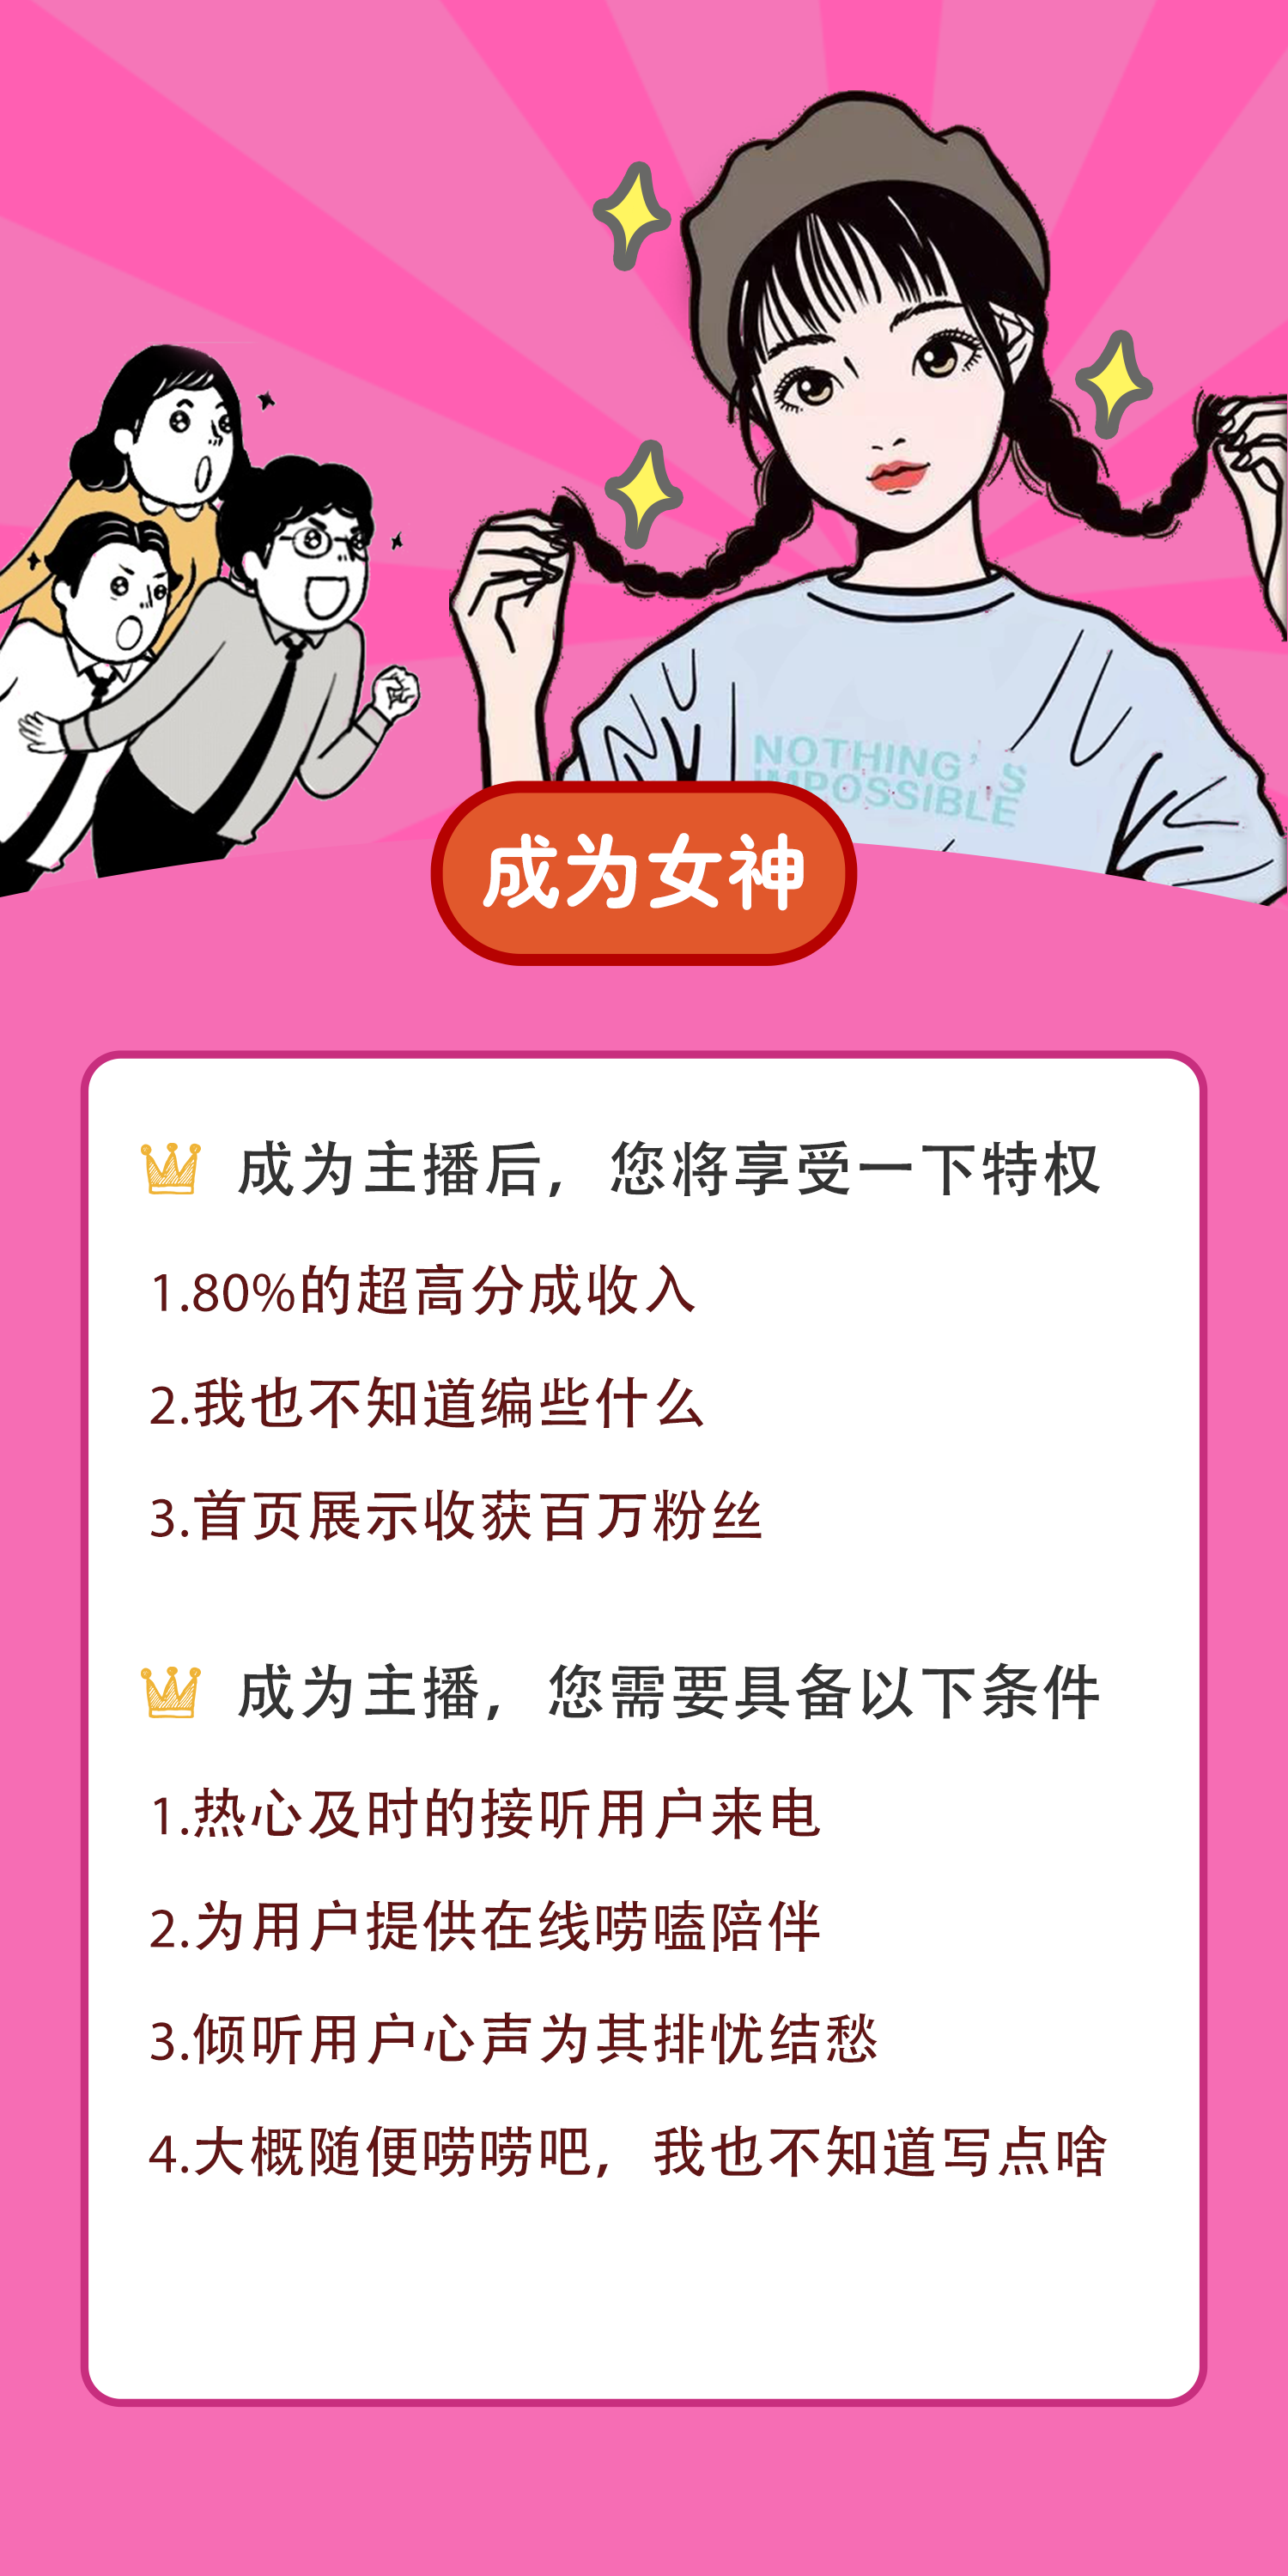 NOTHING'S
IMPOSSIBLE
成为女神
成为主播后，您将享受一下特权
1.80%的超高分成收入
2.我也不知道编些什么
3.首页展示收获百万粉丝
成为主播，您需要具备以下条件
1.热心及时的接听用户来电
2.为用户提供在线唠嗑陪伴
3.倾听用户心声为其排忧结愁
4.大概随便唠唠吧，我也不知道写点啥